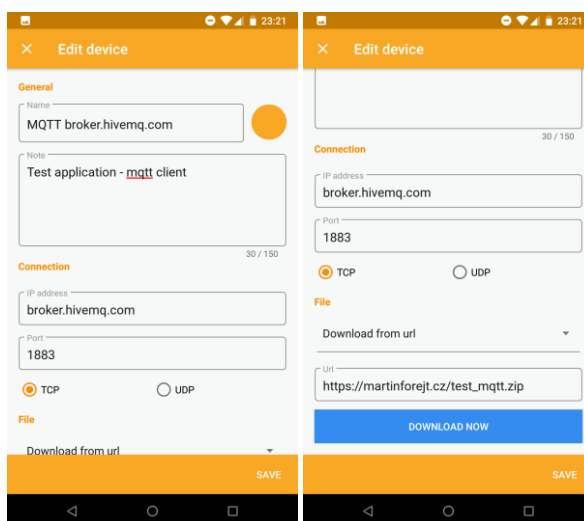 23:21
Edit device
General
Name
MQTT broker.hivemq.com
Note
Test application - mqtt client
30 / 150
Connection
IP address
broker.hivemq.com
Port
1883
TCP
UDP
File
Download from url
SAVE
23:21
Edit device
30 / 150
Connection
IP address
broker.hivemq.com
Port
1883
TCP
UDP
File
Download from url
Url
https://martinforejt.cz/test_mqtt.zip
DOWNLOAD NOW
SAVE